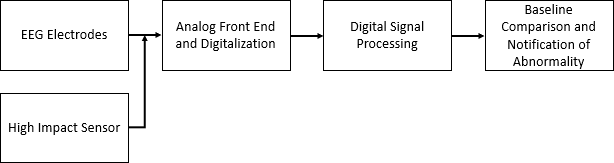 EEG Electrodes
Analog Front End
and Digitalization
Digital Signal
Processing
Baseline
Comparison and
Notification of
Abnormality
High Impact Sensor